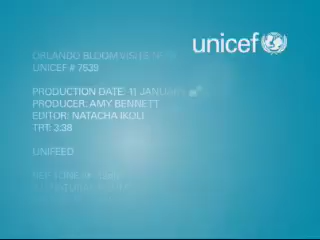 unicef
ORLANDO BLOOM VISITS
UNICEF # 7639
PRODUCTION DATE: 11 JANUARY
PRODUCER: AMY BENNETT
EDITOR: NATACHA IKOLI
TRT: 3:38
UNIFEED